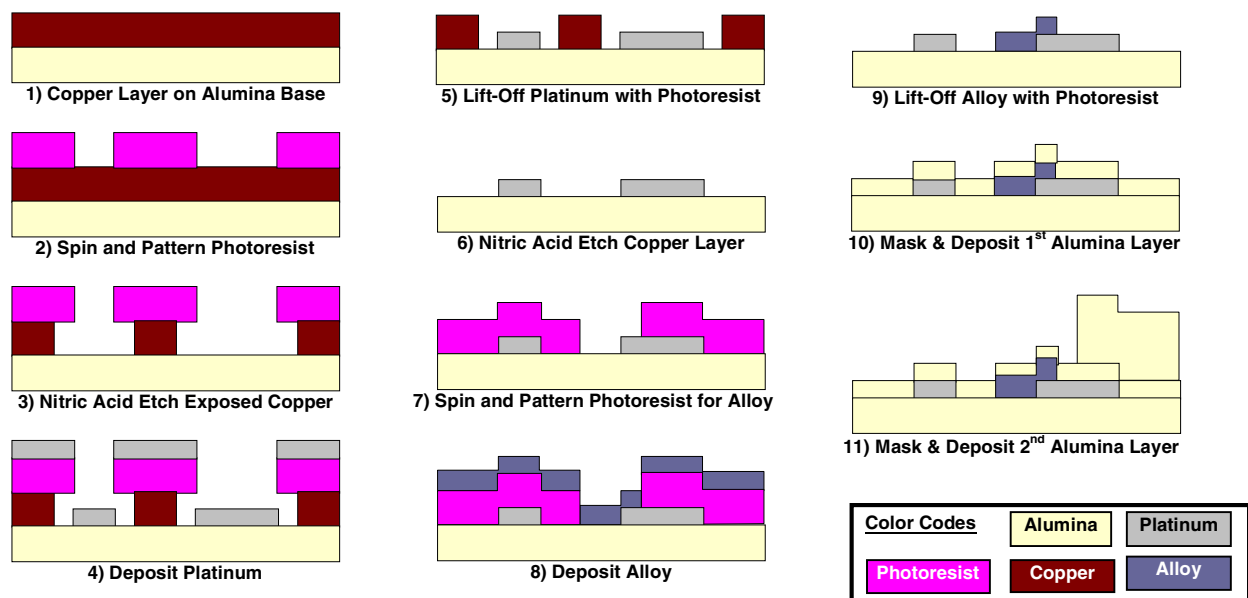 1) Copper Layer on Alumina Base
2) Spin and Pattern Photoresist
3) Nitric Acid Etch Exposed Copper
4) Deposit Platinum
5) Lift-Off Platinum with Photoresist
6) Nitric Acid Etch Copper Layer
7) Spin and Pattern Photoresist for Alloy
8) Deposit Alloy
9) Lift-Off Alloy with Photoresist
10) Mask & Deposit 1st Alumina Layer
11) Mask & Deposit 2nd Alumina Layer
Color Codes
Alumina
Platinum
Photoresist
Copper
Alloy